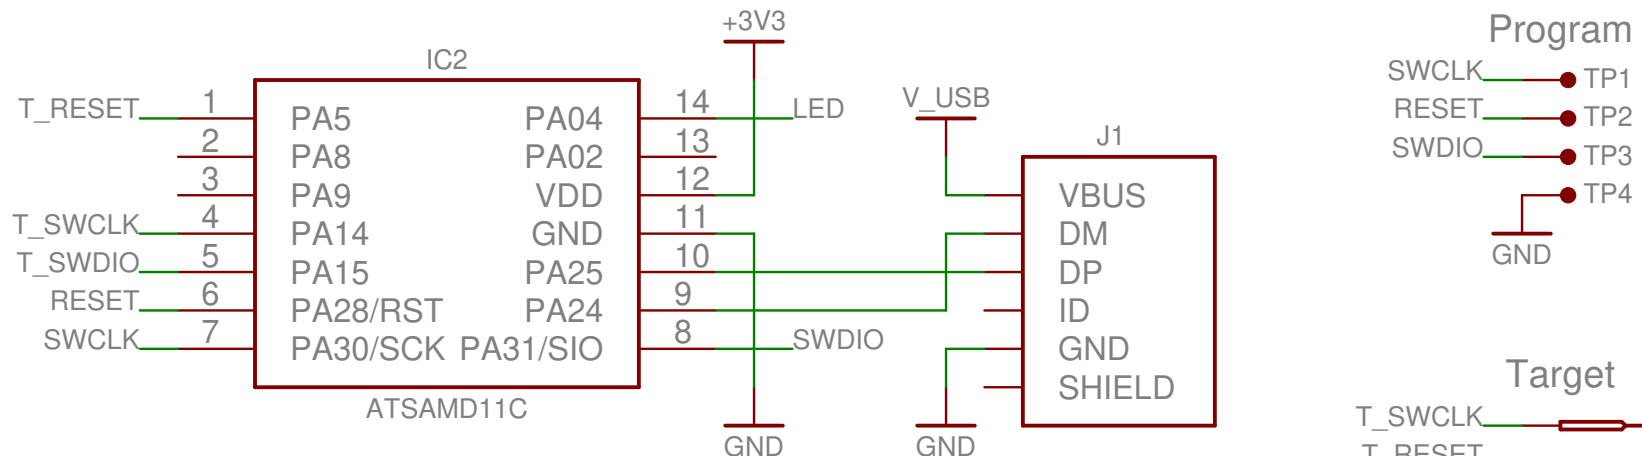 +3V3
IC2
T_RESET 1 PA5 PA04 14 LED
2 PA8 PA02 13
3 PA9 VDD 12
T_SWCLK 4 PA14 GND 11
T_SWDIO 5 PA15 PA25 10
RESET 6 PA28/RST PA24 9
SWCLK 7 PA30/SCK PA31/SIO 8 SWDIO
ATSAMD11C
GND
V_USB
J1
VBUS
DM
DP
ID
GND
SHIELD
GND
Program
SWCLK TP1
RESET TP2
SWDIO TP3
TP4
GND
Target
T_SWCLK
T_RESET